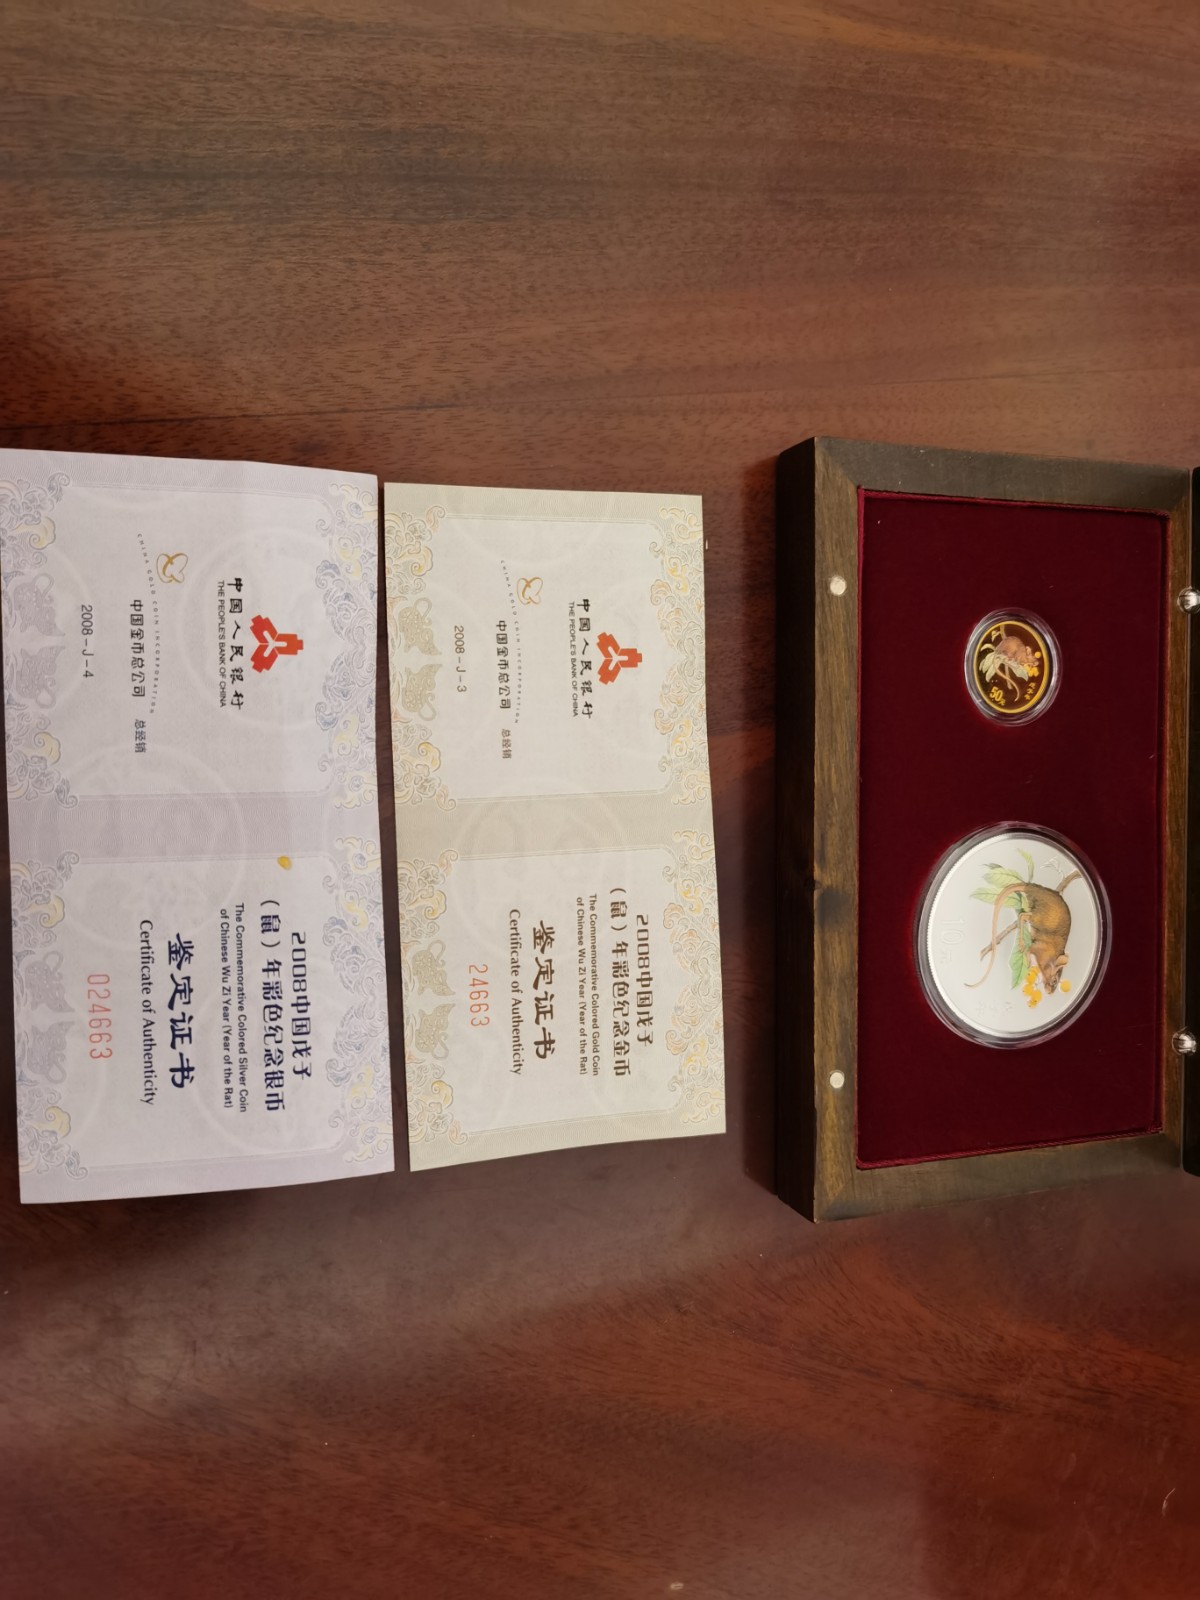 中国人民银行
THE PEOPLE'S BANK OF CHINA
CHINA GOLD COIN INCORPORATION
中国金币总公司 总经销
2008-J-4
2008中国戊子
（鼠）年彩色纪念银币
The Commemorative Colored Silver Coin
of Chinese Wu Zi Year (Year of the Rat)
鉴定证书
Certificate of Authenticity
024663
中国人民银行
THE PEOPLE'S BANK OF CHINA
CHINA GOLD COIN INCORPORATION
中国金币总公司 总经销
2008-J-3
2008中国戊子
（鼠）年彩色纪念金币
The Commemorative Colored Gold Coin
of Chinese Wu Zi Year (Year of the Rat)
鉴定证书
Certificate of Authenticity
24663
50元